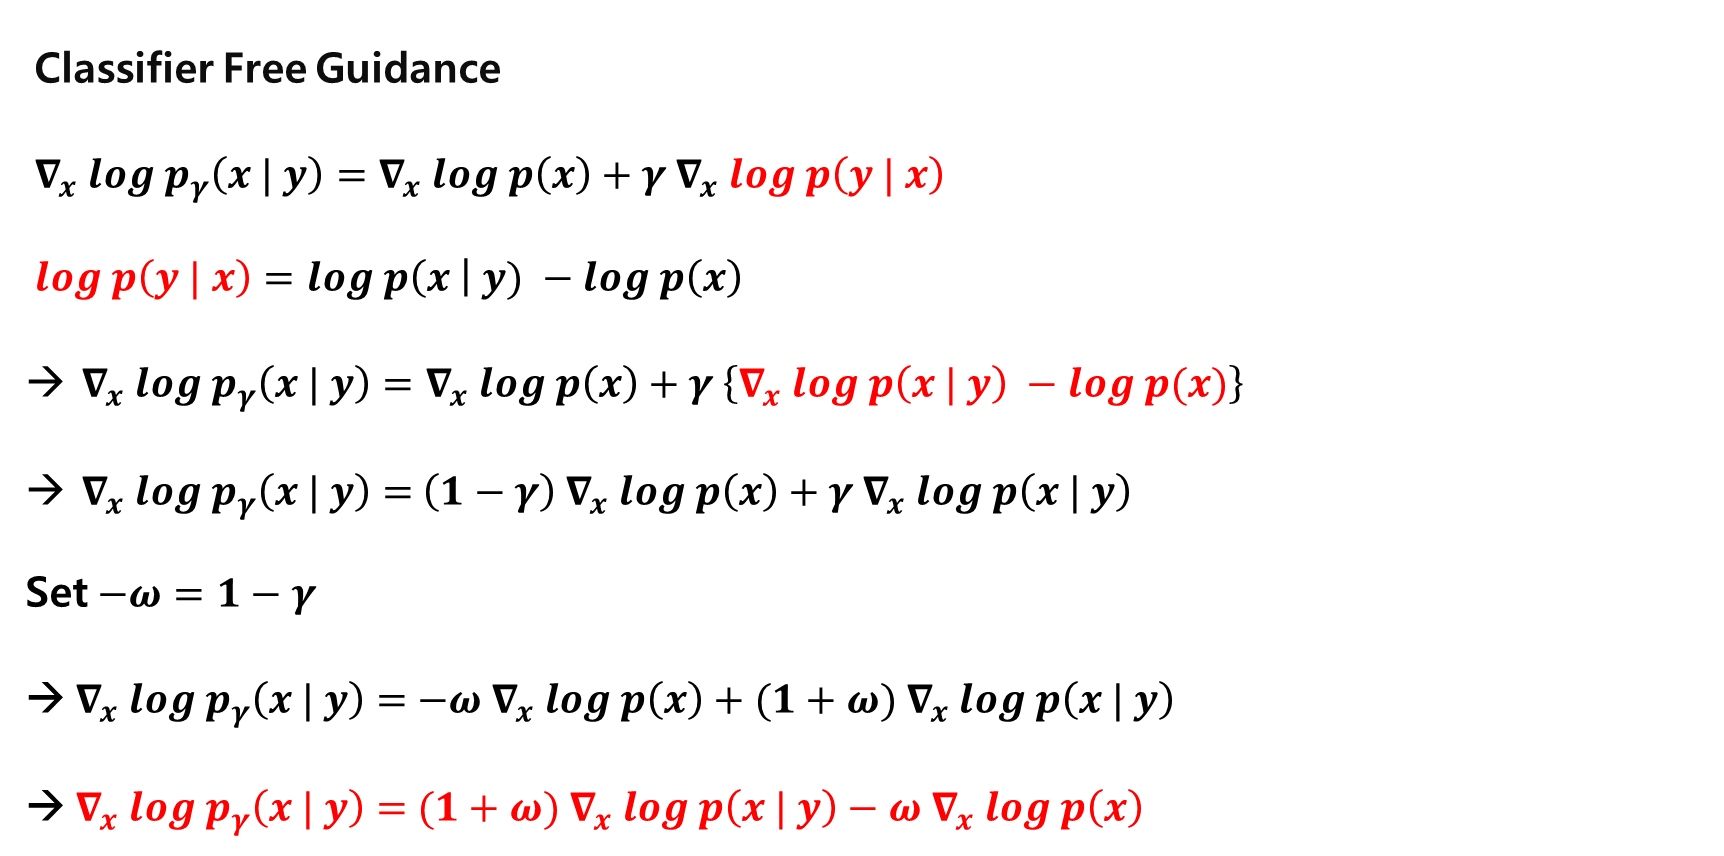 Classifier Free Guidance
∇ₓ log pᵧ(x | y) = ∇ₓ log p(x) + γ ∇ₓ log p(y | x)
log p(y | x) = log p(x | y) − log p(x)
→ ∇ₓ log pᵧ(x | y) = ∇ₓ log p(x) + γ {∇ₓ log p(x | y) − log p(x)}
→ ∇ₓ log pᵧ(x | y) = (1 − γ) ∇ₓ log p(x) + γ ∇ₓ log p(x | y)
Set −ω = 1 − γ
→ ∇ₓ log pᵧ(x | y) = −ω ∇ₓ log p(x) + (1 + ω) ∇ₓ log p(x | y)
→ ∇ₓ log pᵧ(x | y) = (1 + ω) ∇ₓ log p(x | y) − ω ∇ₓ log p(x)